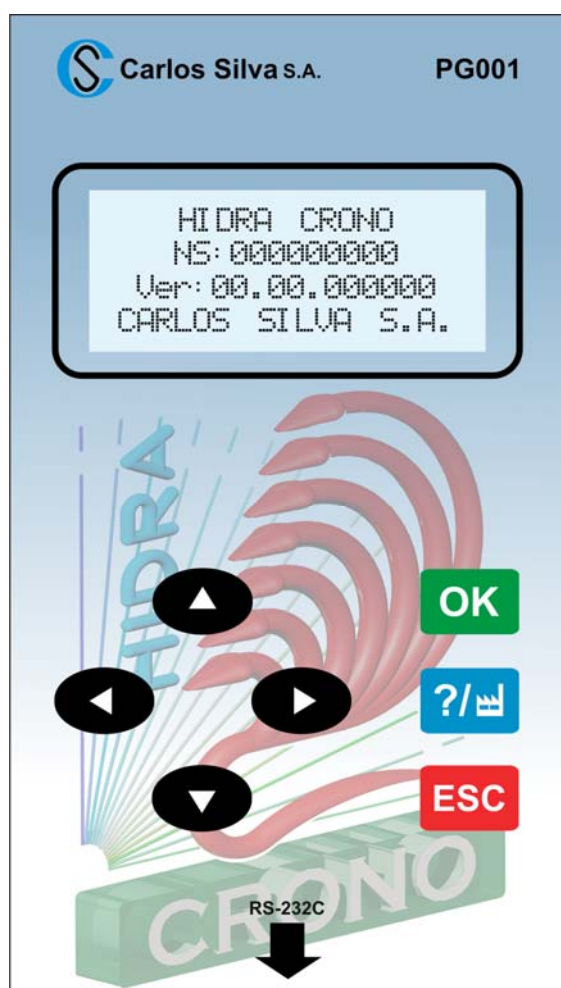 Carlos Silva S.A. PG001
HIDRA CRONO
NS:000000000
Ver:00.00.000000
CARLOS SILVA S.A.
HIDRA
OK
?/
ESC
CRONO
RS-232C